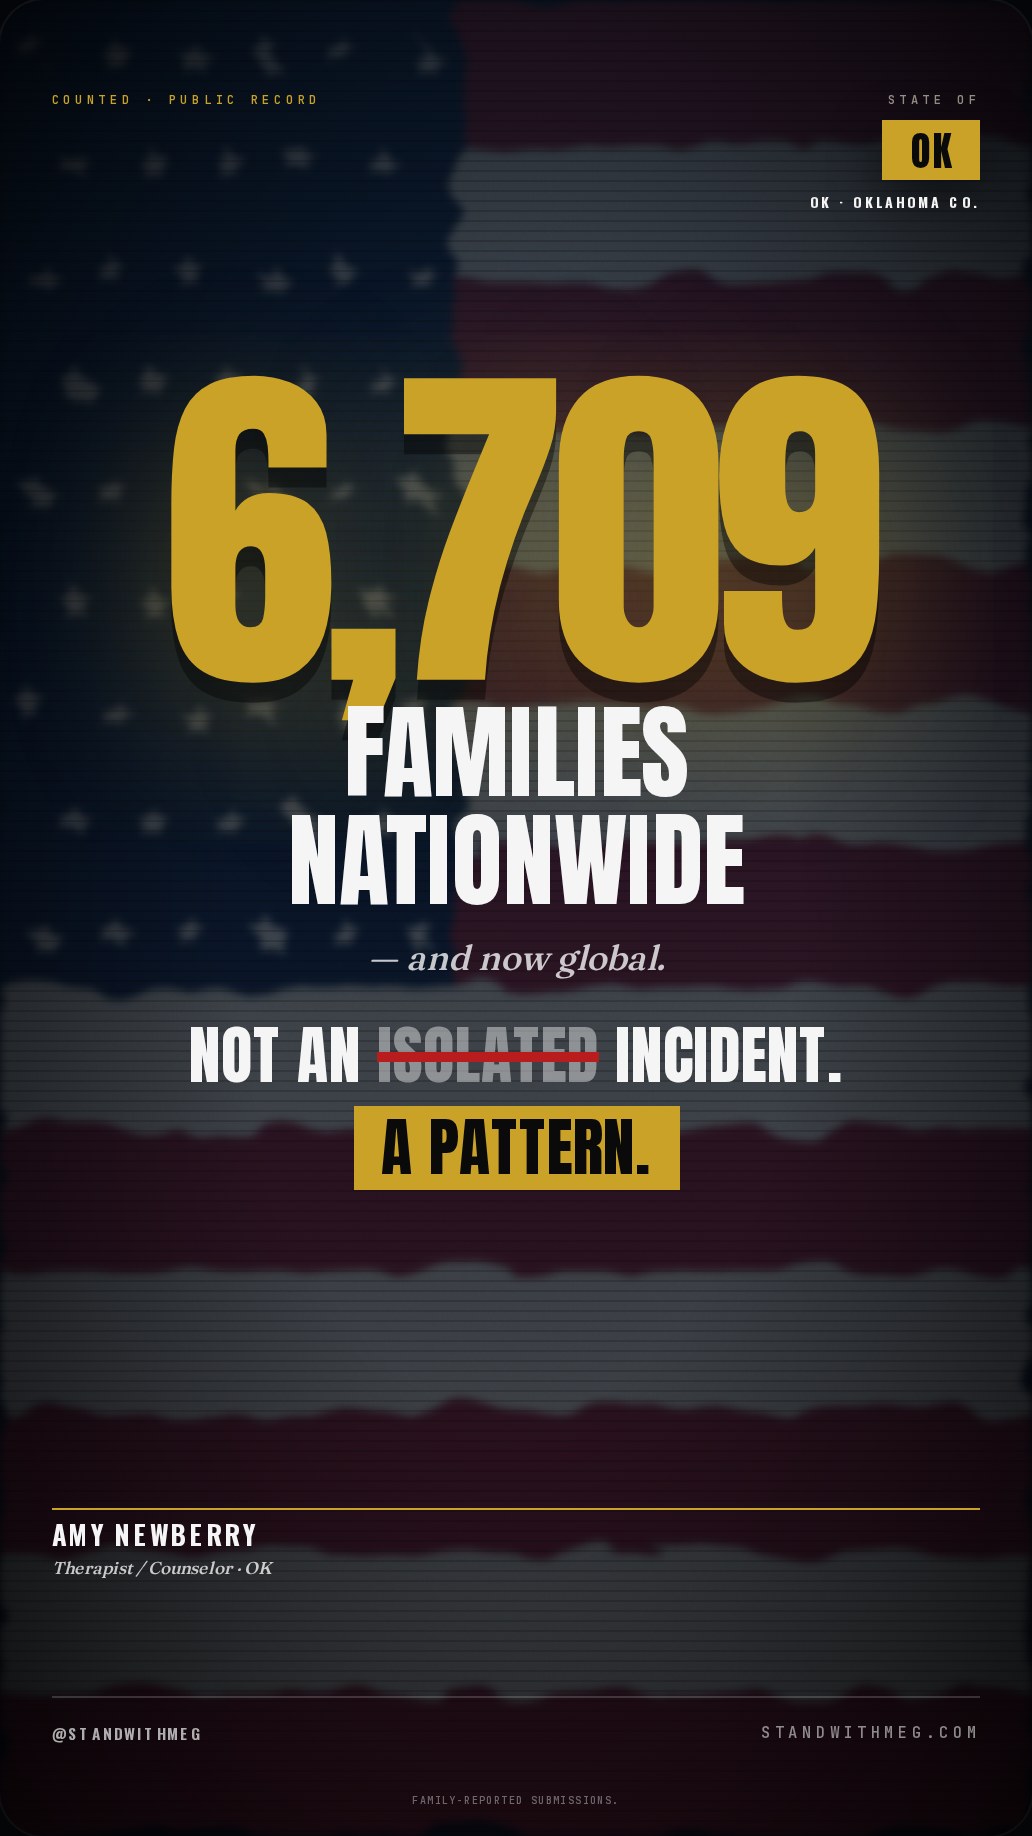 COUNTED · PUBLIC RECORD
STATE OF
OK
OK · OKLAHOMA CO.
6,709
FAMILIES
NATIONWIDE
— and now global.
NOT AN ISOLATED INCIDENT.
A PATTERN.
AMY NEWBERRY
Therapist / Counselor · OK
@STANDWITHMEG
STANDWITHMEG.COM
FAMILY-REPORTED SUBMISSIONS.